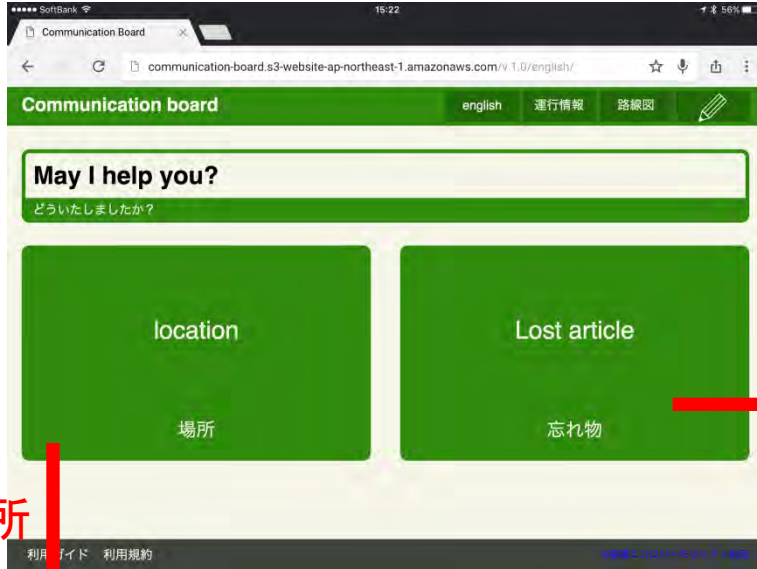 SoftBank 15:22 56%
Communication Board
communication-board.s3-website-ap-northeast-1.amazonaws.com/v 1.0/english/
Communication board english 運行情報 路線図
May I help you?
どういたしましたか？
location
Lost article
場所
忘れ物
所
利用ガイド 利用規約